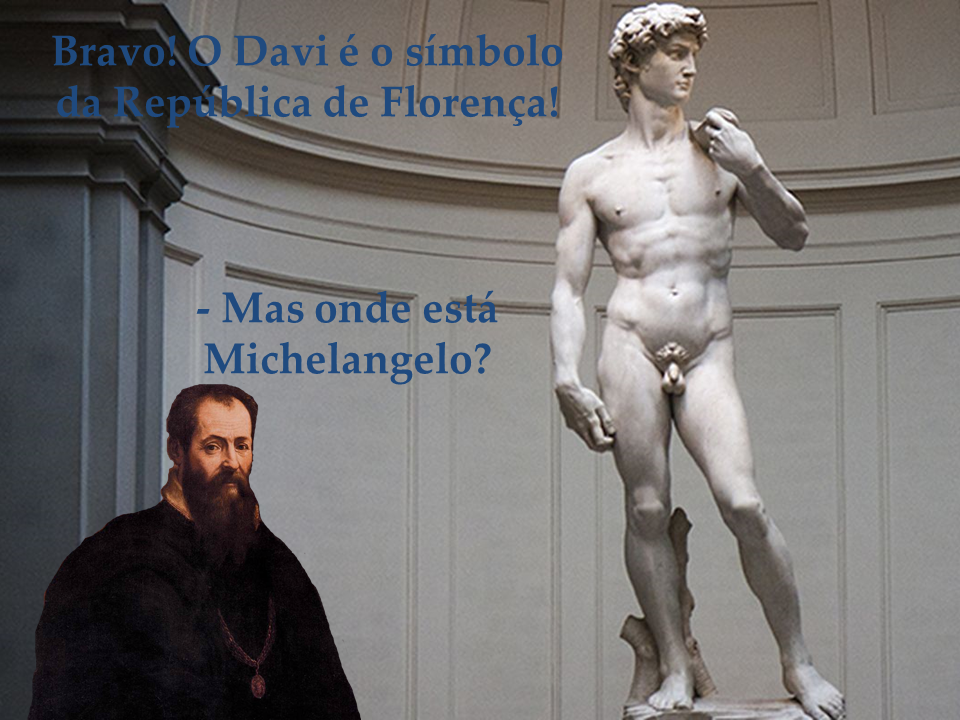 Bravo! O Davi é o símbolo
da República de Florença!
- Mas onde está
Michelangelo?